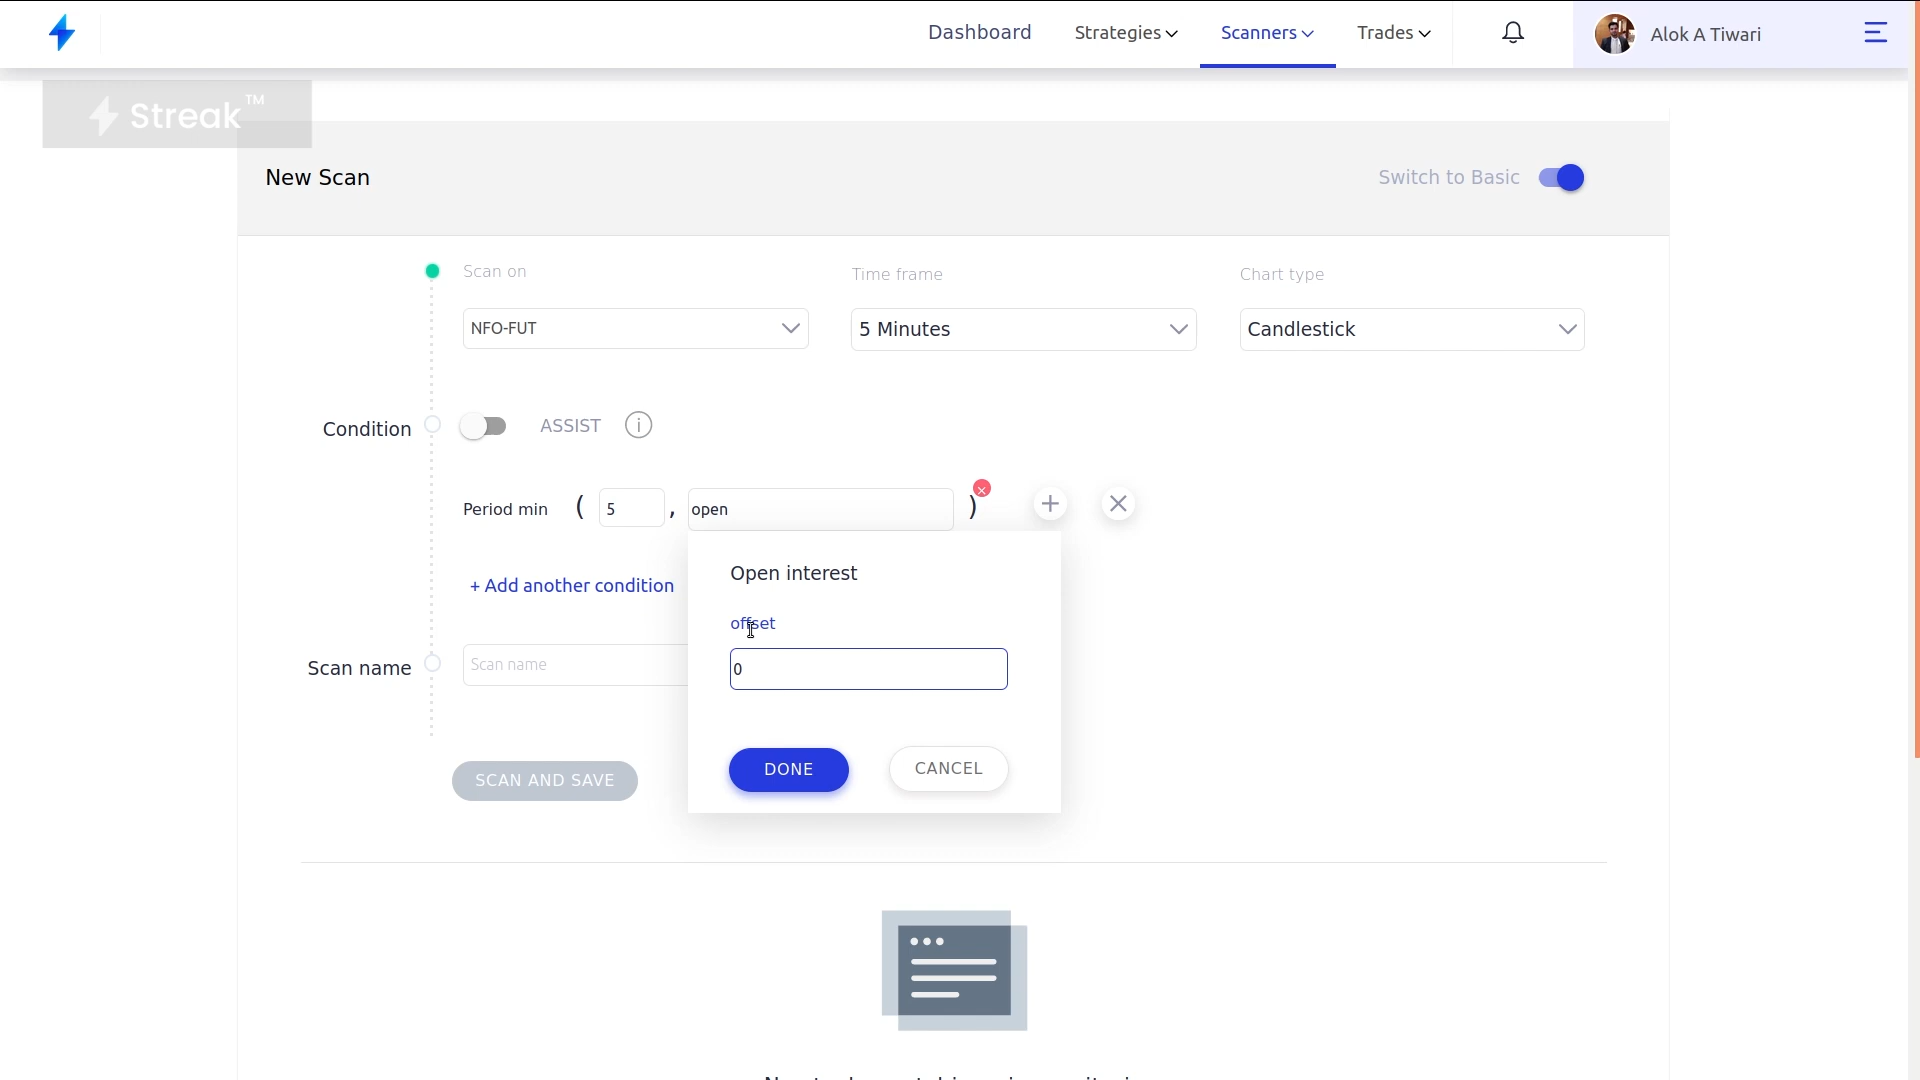 Dashboard
Strategies
Scanners
Trades
Alok A Tiwari
Streak™
New Scan
Switch to Basic
Scan on
Time frame
Chart type
NFO-FUT
5 Minutes
Candlestick
Condition
ASSIST
i
Period min ( 5 , open )
+ Add another condition
Open interest
offset
0
Scan name
Scan name
DONE
CANCEL
SCAN AND SAVE